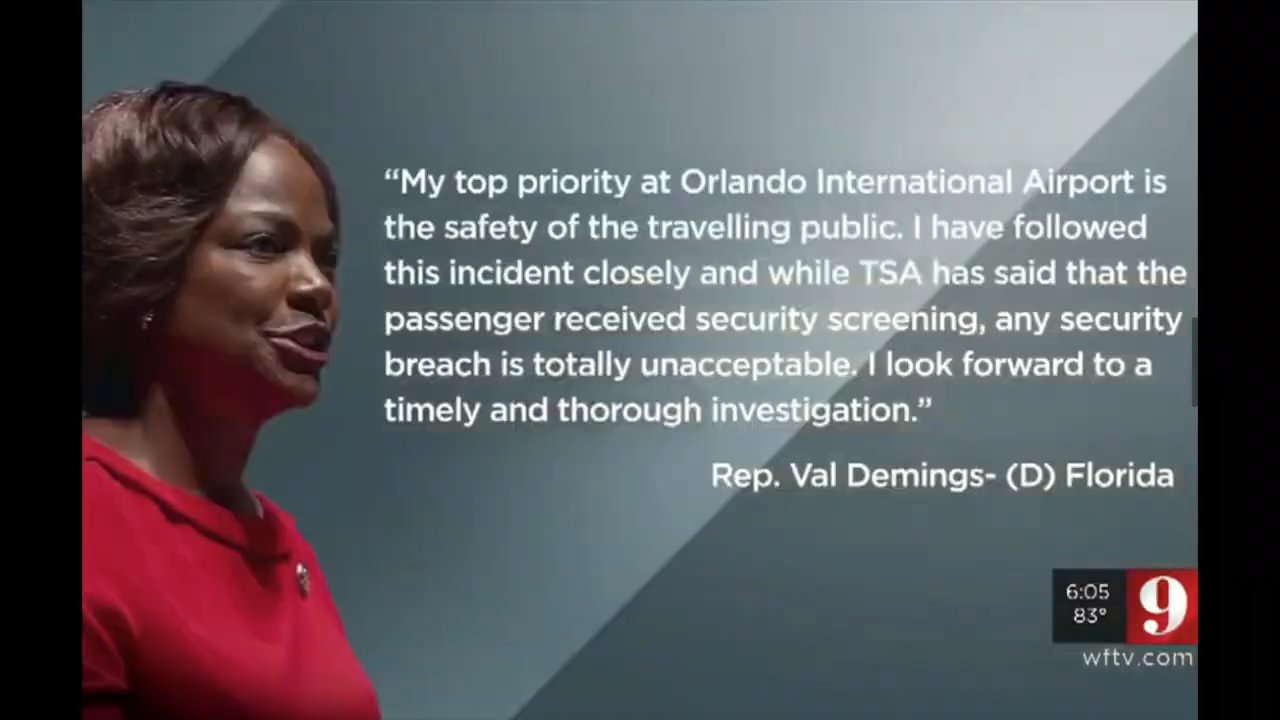 “My top priority at Orlando International Airport is
the safety of the travelling public. I have followed
this incident closely and while TSA has said that the
passenger received security screening, any security
breach is totally unacceptable. I look forward to a
timely and thorough investigation.”
Rep. Val Demings- (D) Florida
6:05
83°
9
wftv.com